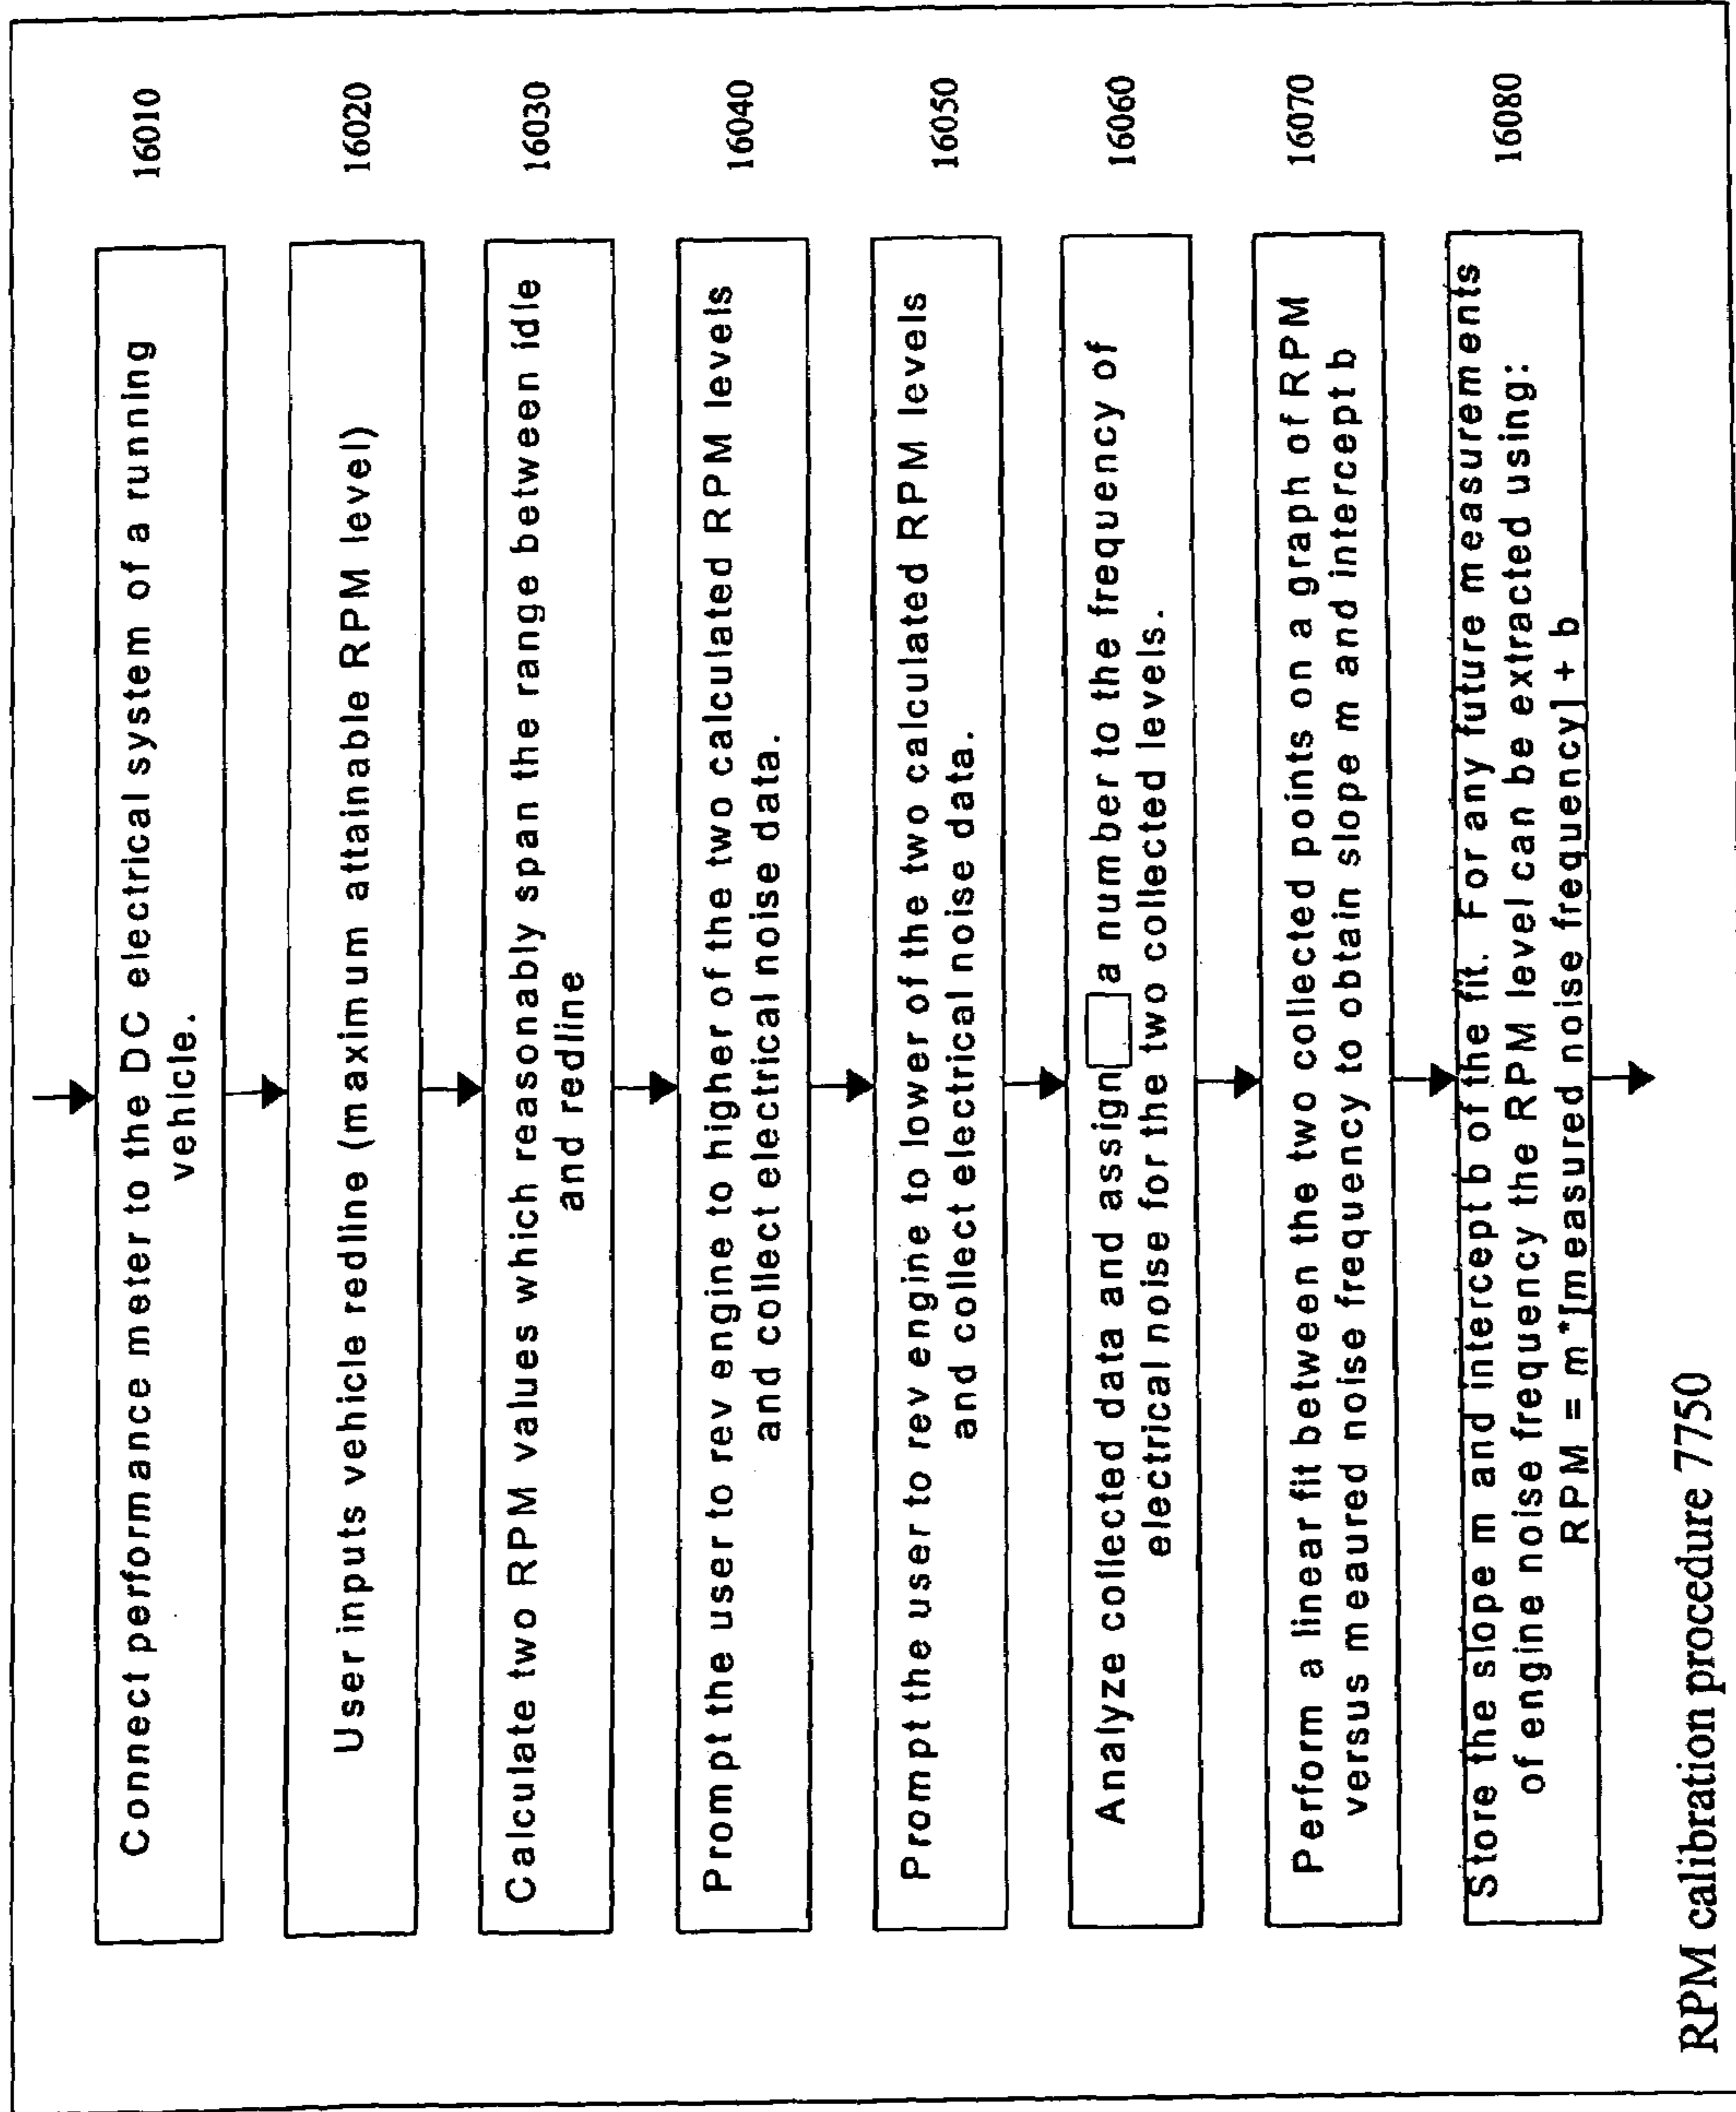 Connect performance meter to the DC electrical system of a running
vehicle.
16010
User inputs vehicle redline (maximum attainable RPM level)
16020
Calculate two RPM values which reasonably span the range between idle
and redline
16030
Prompt the user to rev engine to higher of the two calculated RPM levels
and collect electrical noise data.
16040
Prompt the user to rev engine to lower of the two calculated RPM levels
and collect electrical noise data.
16050
Analyze collected data and assign a number to the frequency of
electrical noise for the two collected levels.
16060
Perform a linear fit between the two collected points on a graph of RPM
versus meaured noise frequency to obtain slope m and intercept b
16070
Store the slope m and intercept b of the fit. For any future measurements
of engine noise frequency the RPM level can be extracted using:
RPM = m*[measured noise frequency] + b
16080
RPM calibration procedure 7750